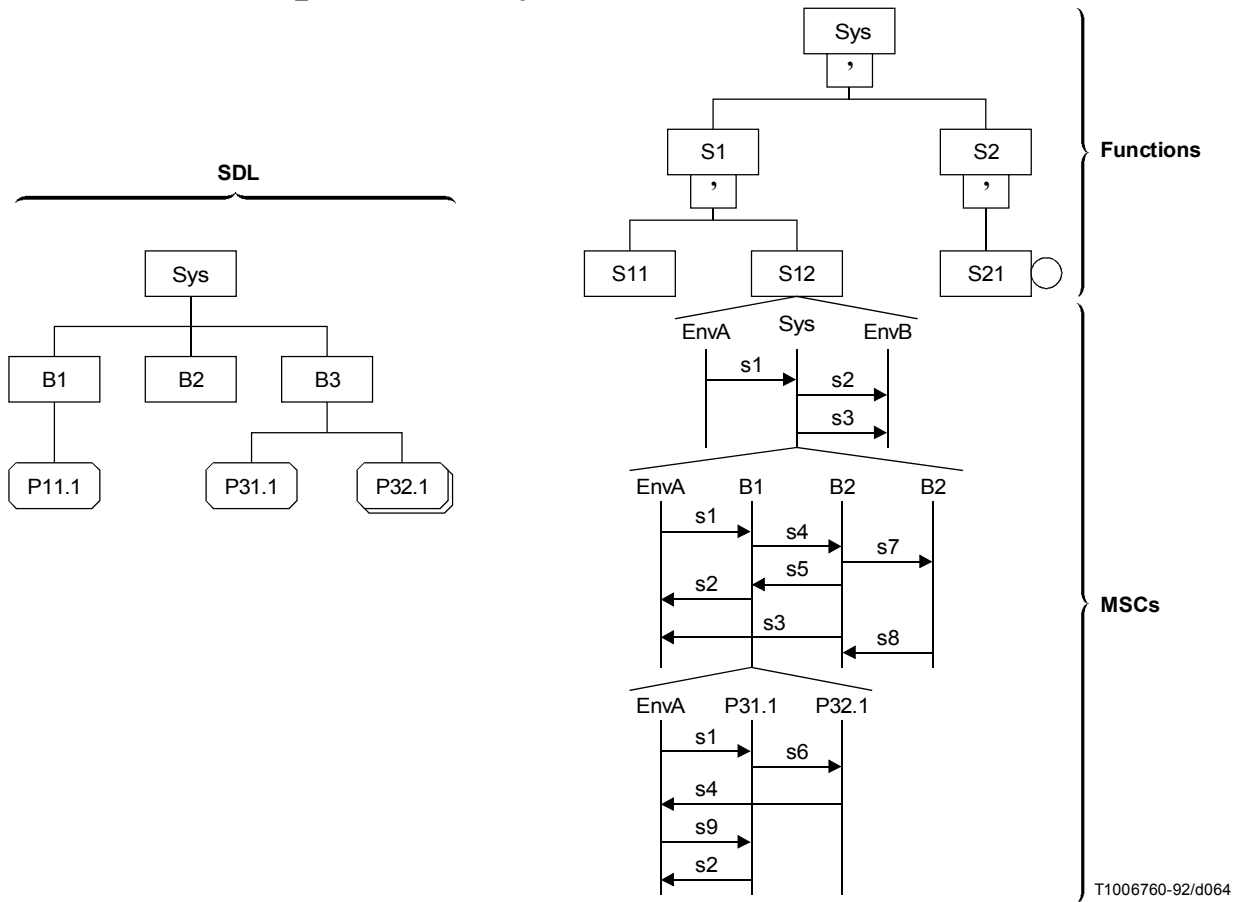 SDL
Sys
B1 B2 B3
P11.1 P31.1 P32.1
Sys
,
S1 S2
, ,
S11 S12 S21
Functions
EnvA Sys EnvB
s1
s2
s3
EnvA B1 B2 B2
s1
s4
s7
s5
s2
s3
s8
EnvA P31.1 P32.1
s1
s6
s4
s9
s2
MSCs
T1006760-92/d064